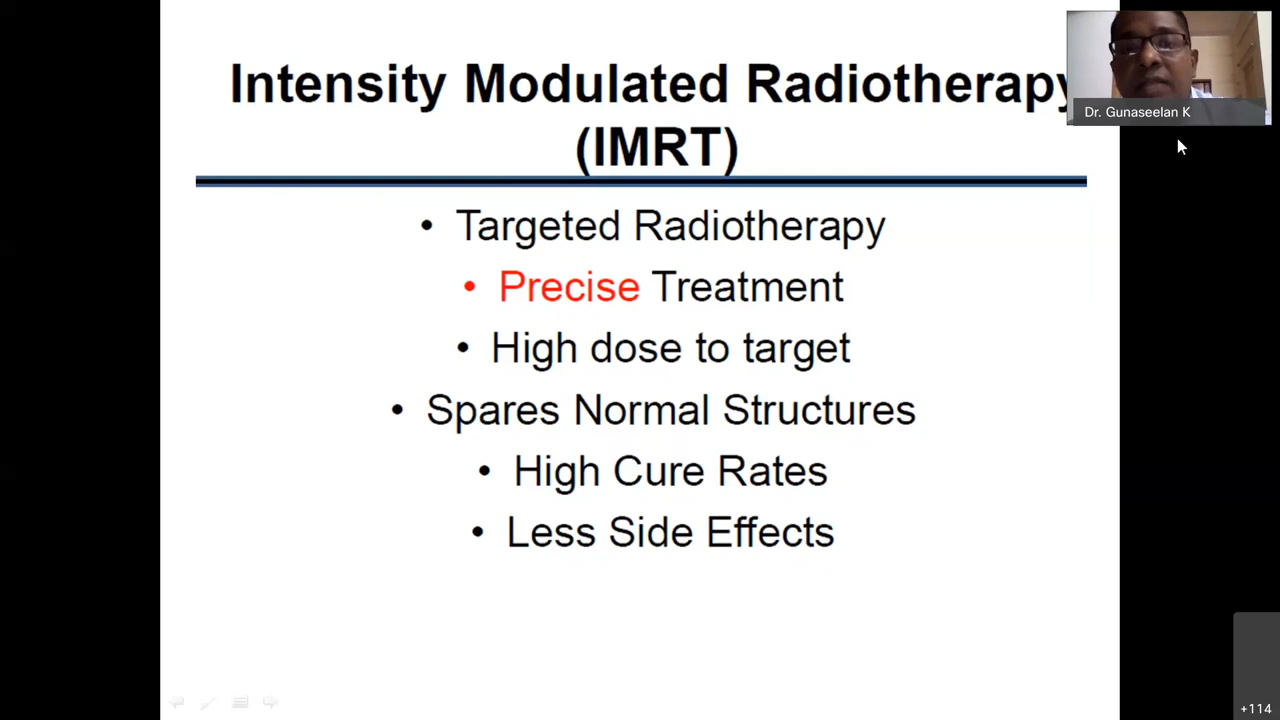 Intensity Modulated Radiotherapy
(IMRT)
• Targeted Radiotherapy
• Precise Treatment
• High dose to target
• Spares Normal Structures
• High Cure Rates
• Less Side Effects
Dr. Gunaseelan K
+114